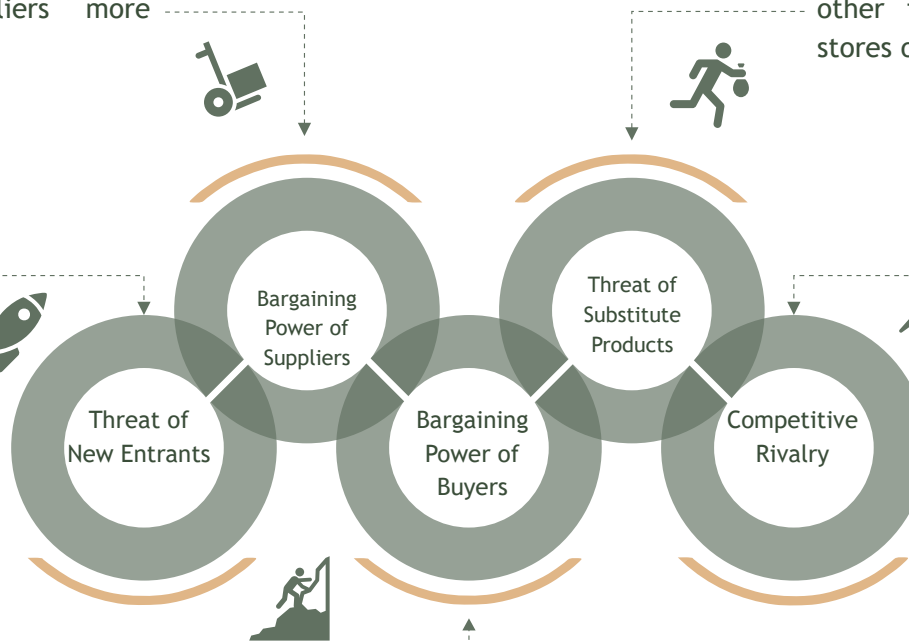 more
other
stores
Bargaining
Power of
Suppliers
Threat of
Substitute
Products
Threat of
New Entrants
Bargaining
Power of
Buyers
Competitive
Rivalry